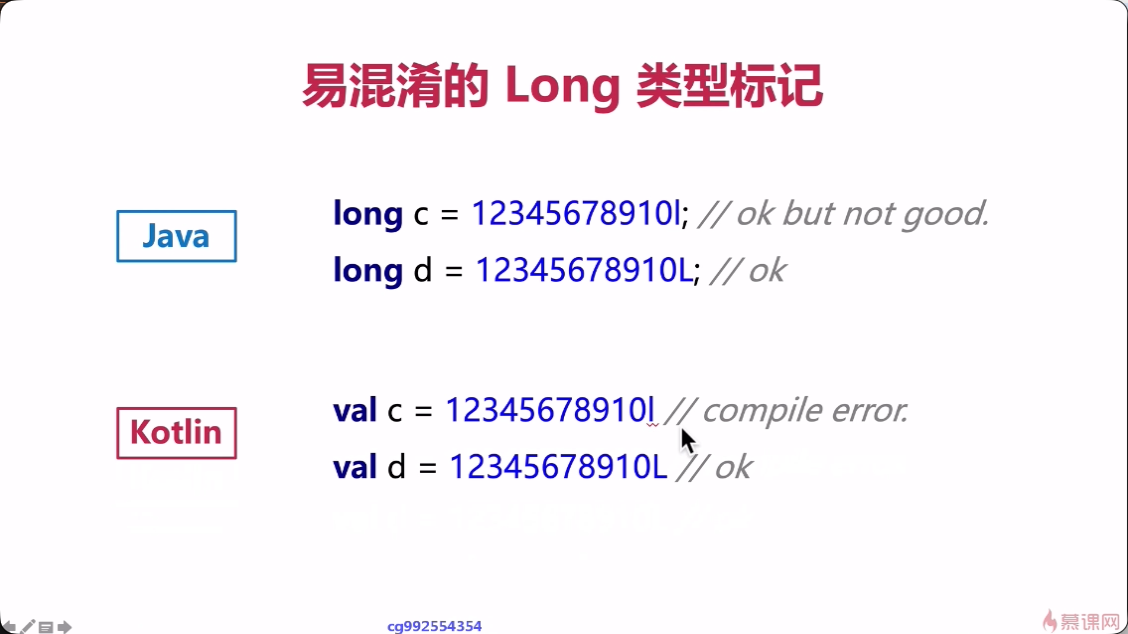 易混淆的 Long 类型标记
Java
long c = 12345678910l; // ok but not good.
long d = 12345678910L; // ok
Kotlin
val c = 12345678910l // compile error.
val d = 12345678910L // ok
cg992554354
慕课网